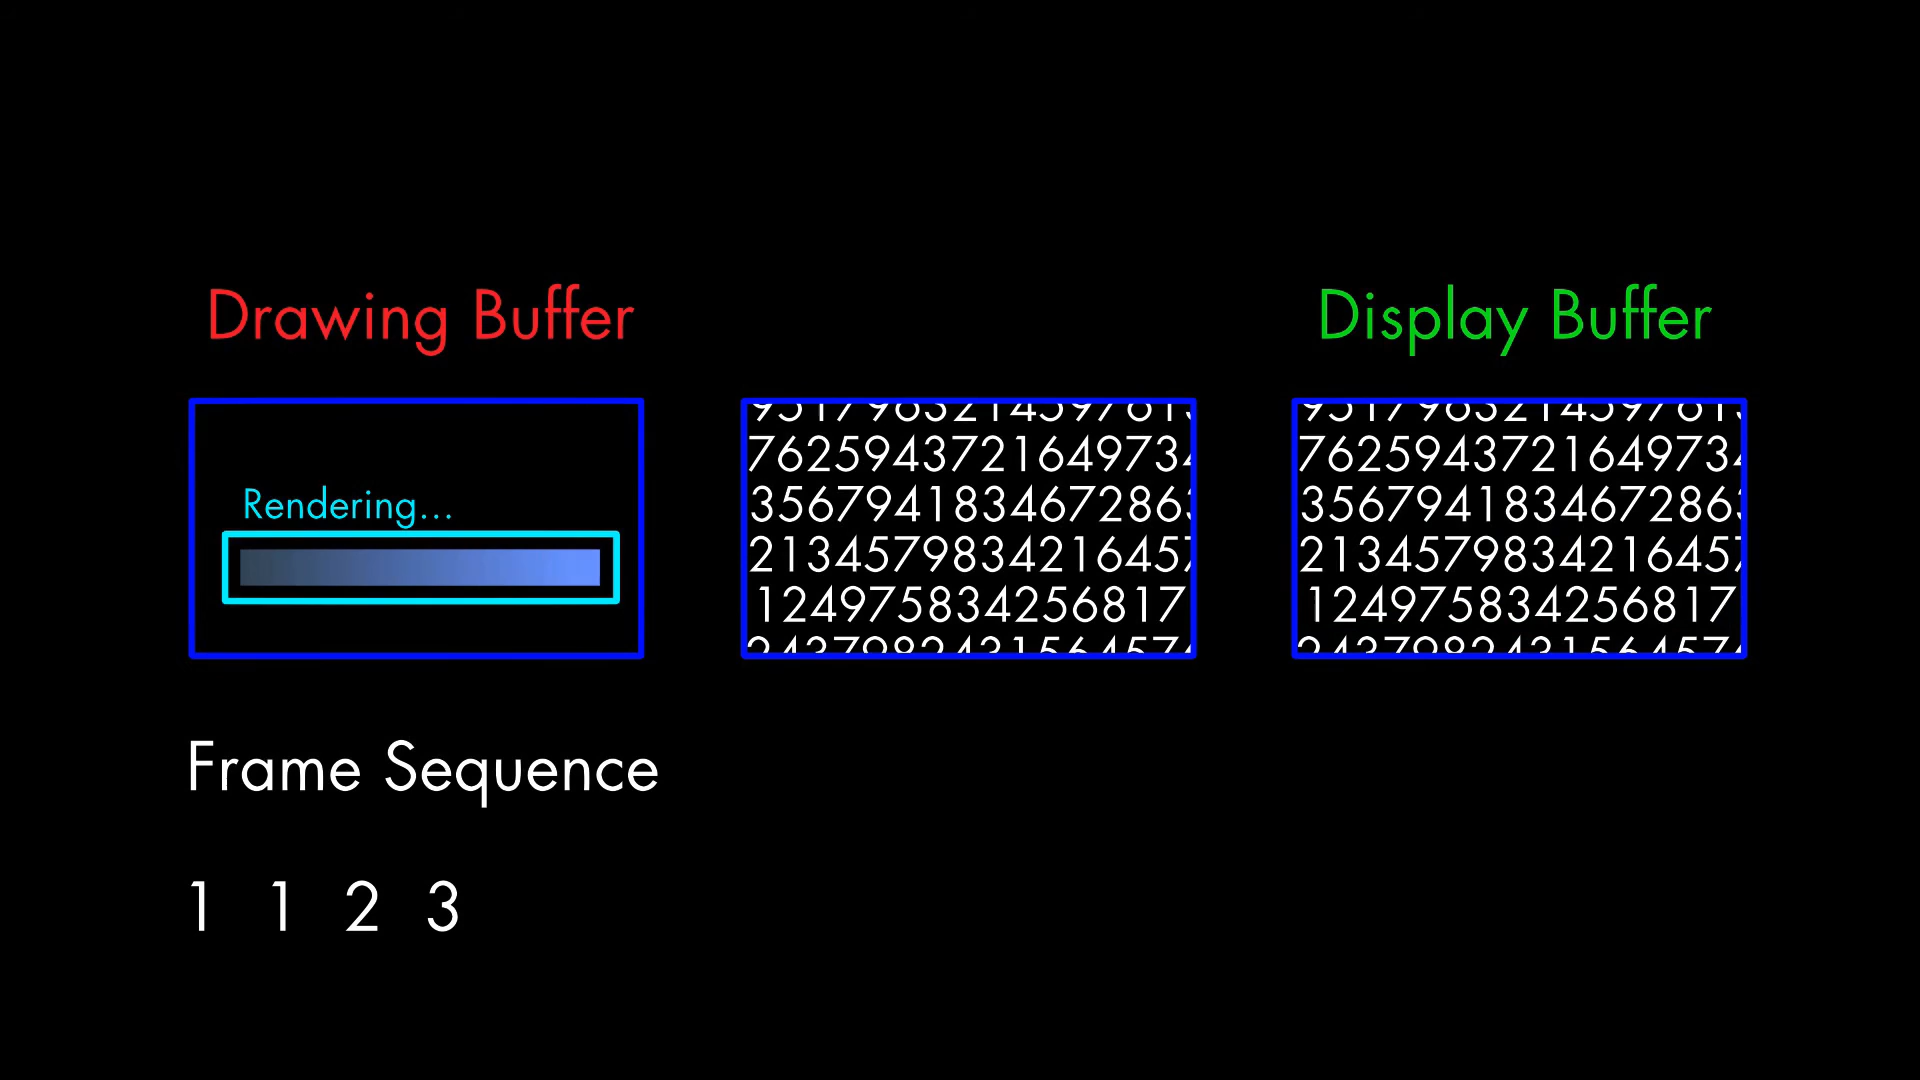 Drawing Buffer
Display Buffer
Rendering...
762594372164973
356794183467286
213457983421645
124975834256817
762594372164973
356794183467286
213457983421645
124975834256817
Frame Sequence
1 1 2 3